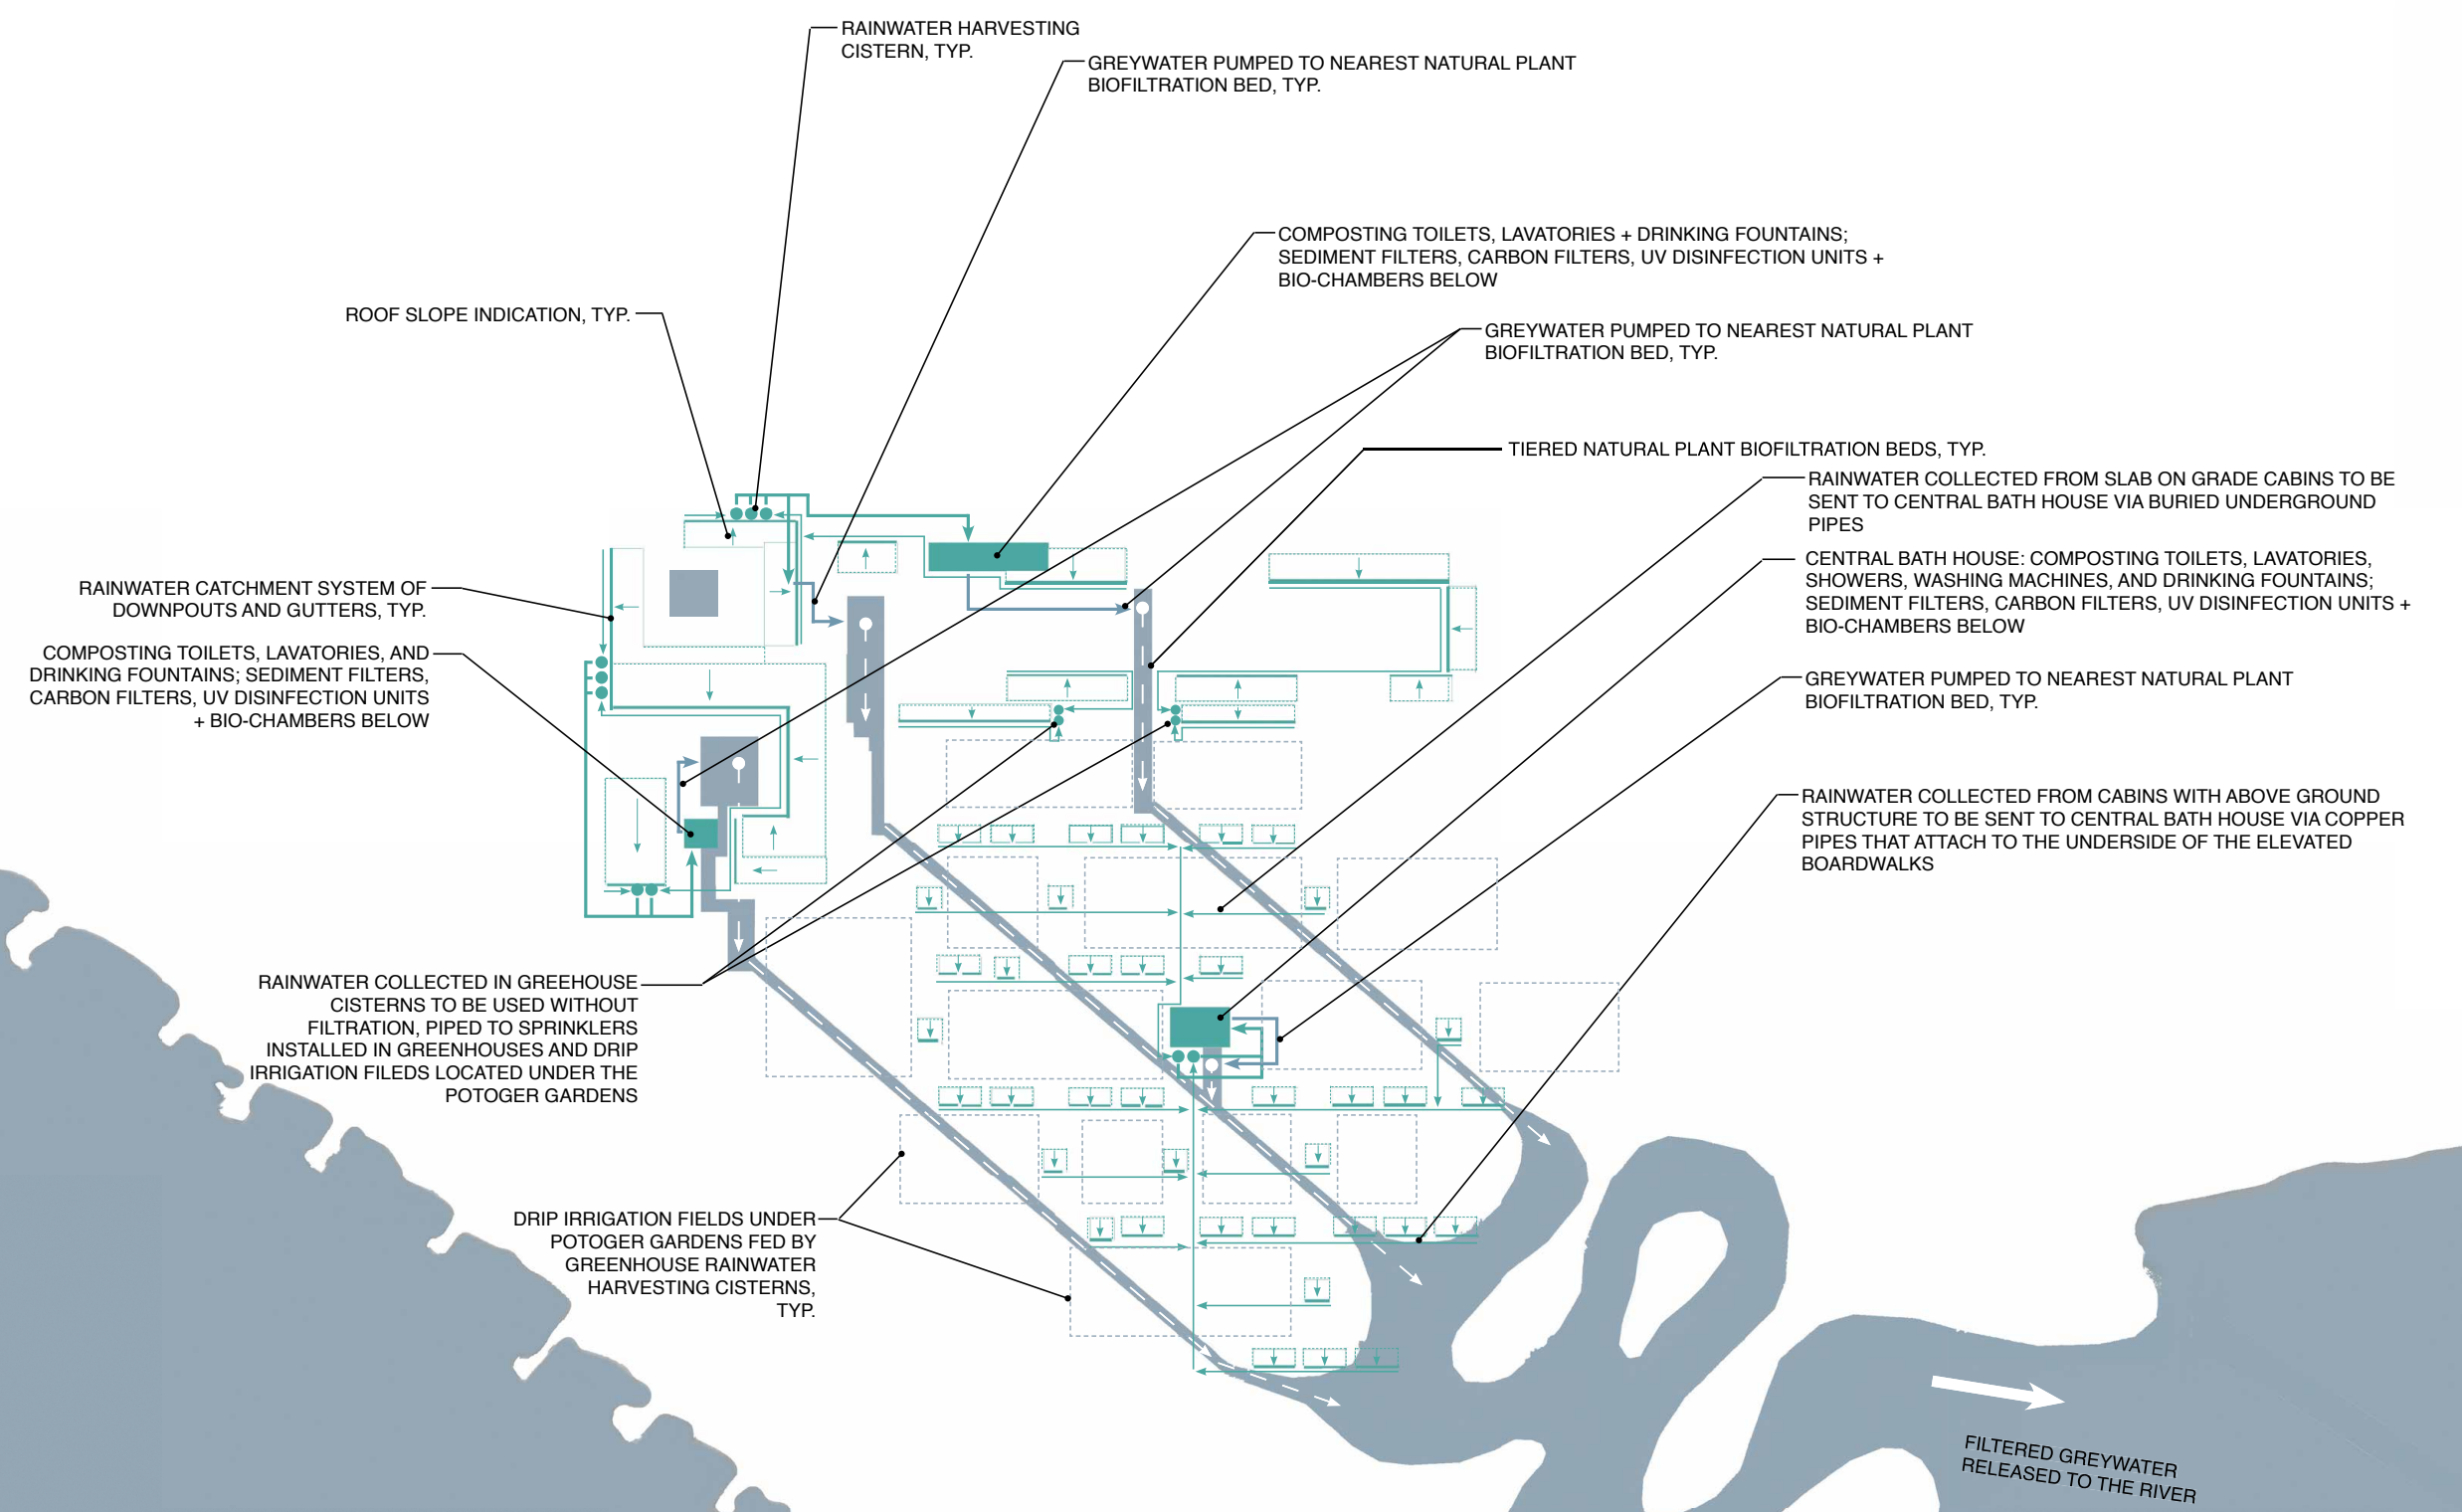 RAINWATER HARVESTING
CISTERN, TYP.
GREYWATER PUMPED TO NEAREST NATURAL PLANT
BIOFILTRATION BED, TYP.
COMPOSTING TOILETS, LAVATORIES + DRINKING FOUNTAINS;
SEDIMENT FILTERS, CARBON FILTERS, UV DISINFECTION UNITS +
BIO-CHAMBERS BELOW
ROOF SLOPE INDICATION, TYP.
GREYWATER PUMPED TO NEAREST NATURAL PLANT
BIOFILTRATION BED, TYP.
TIERED NATURAL PLANT BIOFILTRATION BEDS, TYP.
RAINWATER COLLECTED FROM SLAB ON GRADE CABINS TO BE
SENT TO CENTRAL BATH HOUSE VIA BURIED UNDERGROUND
PIPES
CENTRAL BATH HOUSE: COMPOSTING TOILETS, LAVATORIES,
SHOWERS, WASHING MACHINES, AND DRINKING FOUNTAINS;
SEDIMENT FILTERS, CARBON FILTERS, UV DISINFECTION UNITS +
BIO-CHAMBERS BELOW
RAINWATER CATCHMENT SYSTEM OF
DOWNPOUTS AND GUTTERS, TYP.
COMPOSTING TOILETS, LAVATORIES, AND
DRINKING FOUNTAINS; SEDIMENT FILTERS,
CARBON FILTERS, UV DISINFECTION UNITS
+ BIO-CHAMBERS BELOW
GREYWATER PUMPED TO NEAREST NATURAL PLANT
BIOFILTRATION BED, TYP.
RAINWATER COLLECTED FROM CABINS WITH ABOVE GROUND
STRUCTURE TO BE SENT TO CENTRAL BATH HOUSE VIA COPPER
PIPES THAT ATTACH TO THE UNDERSIDE OF THE ELEVATED
BOARDWALKS
RAINWATER COLLECTED IN GREEHOUSE
CISTERNS TO BE USED WITHOUT
FILTRATION, PIPED TO SPRINKLERS
INSTALLED IN GREENHOUSES AND DRIP
IRRIGATION FILEDS LOCATED UNDER THE
POTOGER GARDENS
DRIP IRRIGATION FIELDS UNDER
POTOGER GARDENS FED BY
GREENHOUSE RAINWATER
HARVESTING CISTERNS,
TYP.
FILTERED GREYWATER
RELEASED TO THE RIVER